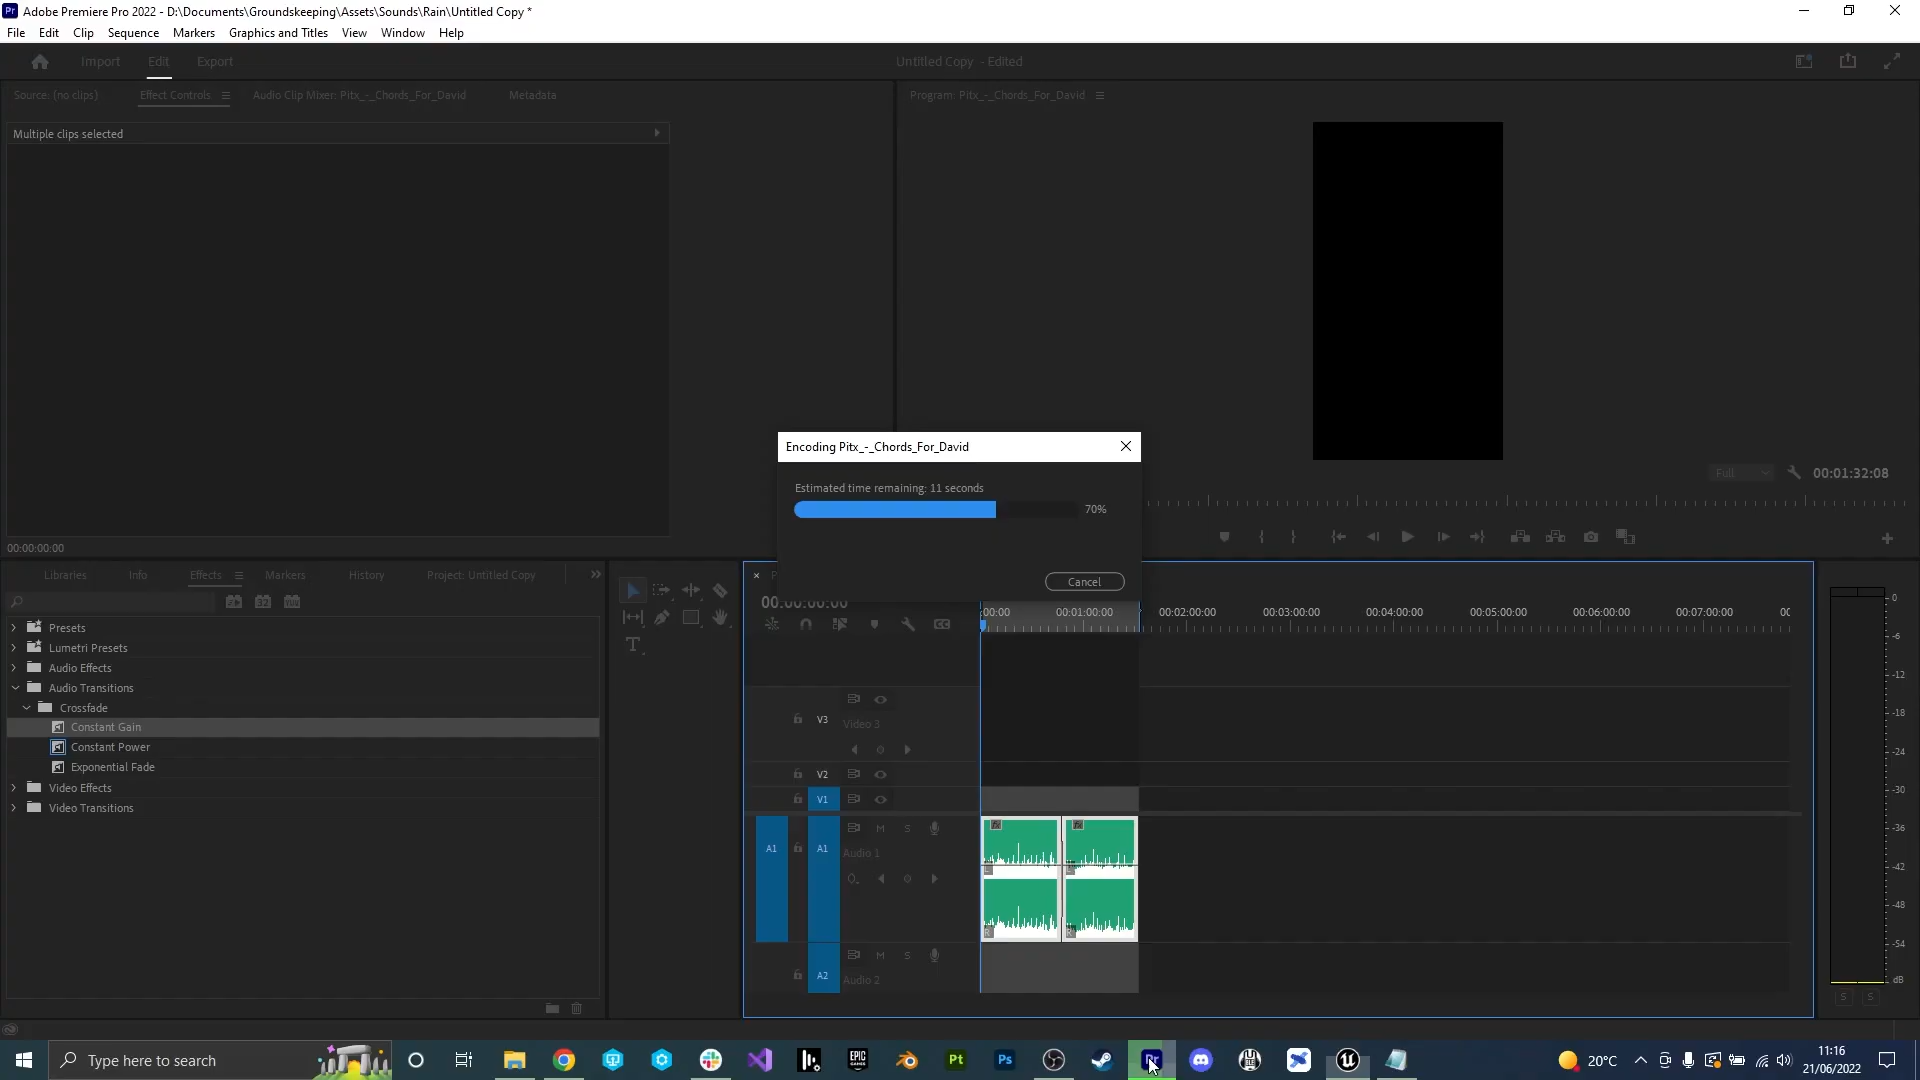 Pr Adobe Premiere Pro 2022 - D:\Documents\Groundskeeping\Assets\Sounds\Rain\Untitled Copy *
File Edit Clip Sequence Markers Graphics and Titles View Window Help
Import Edit Export Untitled Copy - Edited
Source: (no clips) Effect Controls Audio Clip Mixer: Pitx_-_Chords_For_David Metadata Program: Pitx_-_Chords_For_David
Multiple clips selected
Encoding Pitx_-_Chords_For_David
Estimated time remaining: 11 seconds
70%
Cancel
Full 00:01:32:08
00:00:00:00
Libraries Info Effects Markers History Project: Untitled Copy
00:00:00:00
:00:00 00:01:00:00 00:02:00:00 00:03:00:00 00:04:00:00 00:05:00:00 00:06:00:00 00:07:00:00 00
Presets
Lumetri Presets
Audio Effects
Audio Transitions
Crossfade
Constant Gain
Constant Power
Exponential Fade
Video Effects
Video Transitions
V3 Video 3
V2
V1
A1 A1 M S Audio 1
fx fx
L L
R R
A2 M S Audio 2
0
-6
-12
-18
-24
-30
-36
-42
-48
-54
dB
S S
Type here to search
EPIC GAMES Pt Ps Pr
20°C
11:16
21/06/2022